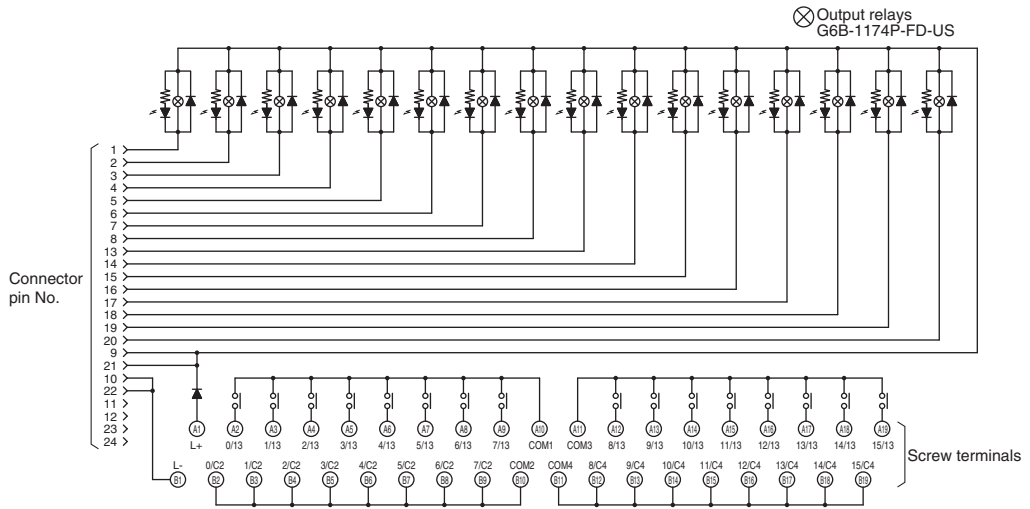 Output relays
G6B-1174P-FD-US
Connector
pin No.
1
2
3
4
5
6
7
8
13
14
15
16
17
18
19
20
9
21
10
22
11
12
23
24
A1 A2 A3 A4 A5 A6 A7 A8 A9 A10 A11 A12 A13 A14 A15 A16 A17 A18 A19
L+ 0/13 1/13 2/13 3/13 4/13 5/13 6/13 7/13 COM1 COM3 8/13 9/13 10/13 11/13 12/13 13/13 14/13 15/13
L- 0/C2 1/C2 2/C2 3/C2 4/C2 5/C2 6/C2 7/C2 COM2 COM4 8/C4 9/C4 10/C4 11/C4 12/C4 13/C4 14/C4 15/C4
B1 B2 B3 B4 B5 B6 B7 B8 B9 B10 B11 B12 B13 B14 B15 B16 B17 B18 B19
Screw terminals